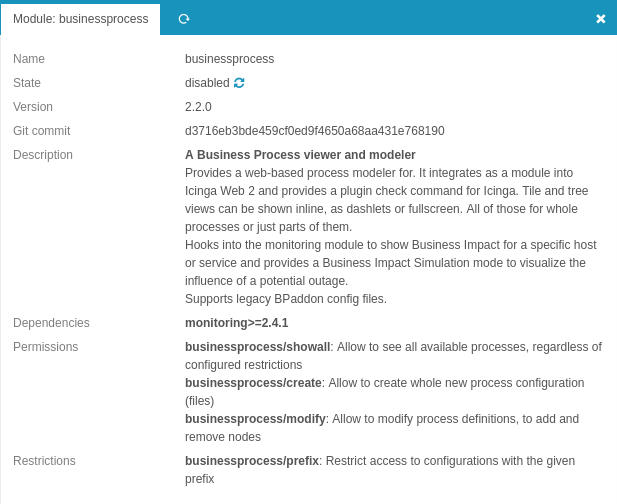 Module: businessprocess
Name businessprocess
State disabled
Version 2.2.0
Git commit d3716eb3bde459cf0ed9f4650a68aa431e768190
Description A Business Process viewer and modeler
Provides a web-based process modeler for. It integrates as a module into
Icinga Web 2 and provides a plugin check command for Icinga. Tile and tree
views can be shown inline, as dashlets or fullscreen. All of those for whole
processes or just parts of them.
Hooks into the monitoring module to show Business Impact for a specific host
or service and provides a Business Impact Simulation mode to visualize the
influence of a potential outage.
Supports legacy BPaddon config files.
Dependencies monitoring>=2.4.1
Permissions businessprocess/showall: Allow to see all available processes, regardless of
configured restrictions
businessprocess/create: Allow to create whole new process configuration
(files)
businessprocess/modify: Allow to modify process definitions, to add and
remove nodes
Restrictions businessprocess/prefix: Restrict access to configurations with the given
prefix